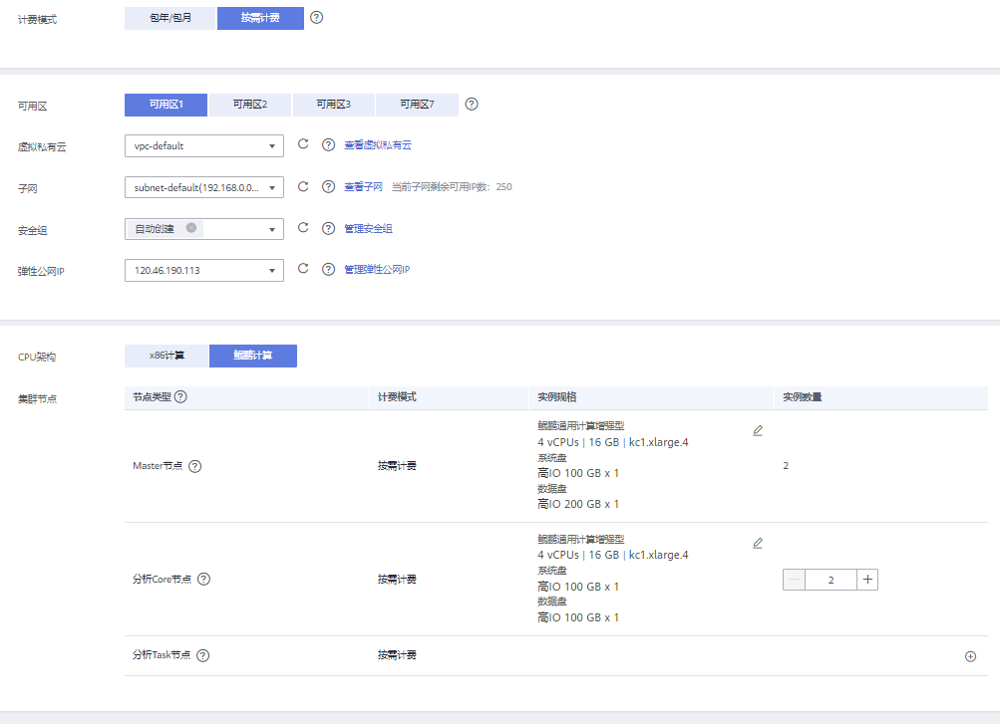 计费模式 包年/包月 按需计费
可用区 可用区1 可用区2 可用区3 可用区7
虚拟私有云 vpc-default 查看虚拟私有云
子网 subnet-default(192.168.0.0... 查看子网 当前子网剩余可用IP数: 250
安全组 自动创建 管理安全组
弹性公网IP 120.46.190.113 管理弹性公网IP
CPU架构 x86计算 鲲鹏计算
集群节点 节点类型 计费模式 实例规格 实例数量
鲲鹏通用计算增强型
4 vCPUs | 16 GB | kc1.xlarge.4
系统盘
Master节点 按需计费 高IO 100 GB x 1 2
数据盘
高IO 200 GB x 1
鲲鹏通用计算增强型
4 vCPUs | 16 GB | kc1.xlarge.4
系统盘
分析Core节点 按需计费 高IO 100 GB x 1 2
数据盘
高IO 100 GB x 1
分析Task节点 按需计费